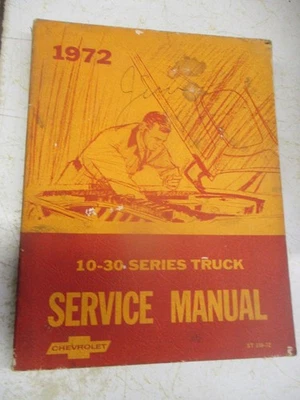 1972
10-30 SERIES TRUCK
SERVICE MANUAL
CHEVROLET